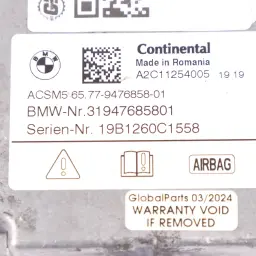 BMW
Continental
Made in Romania
A2C11254005 19 19
ACSM5 65.77-9476858-01
BMW-Nr.31947685801
Serien-Nr. 19B1260C1558
AIRBAG
GlobalParts 03/2024
WARRANTY VOID
IF REMOVED